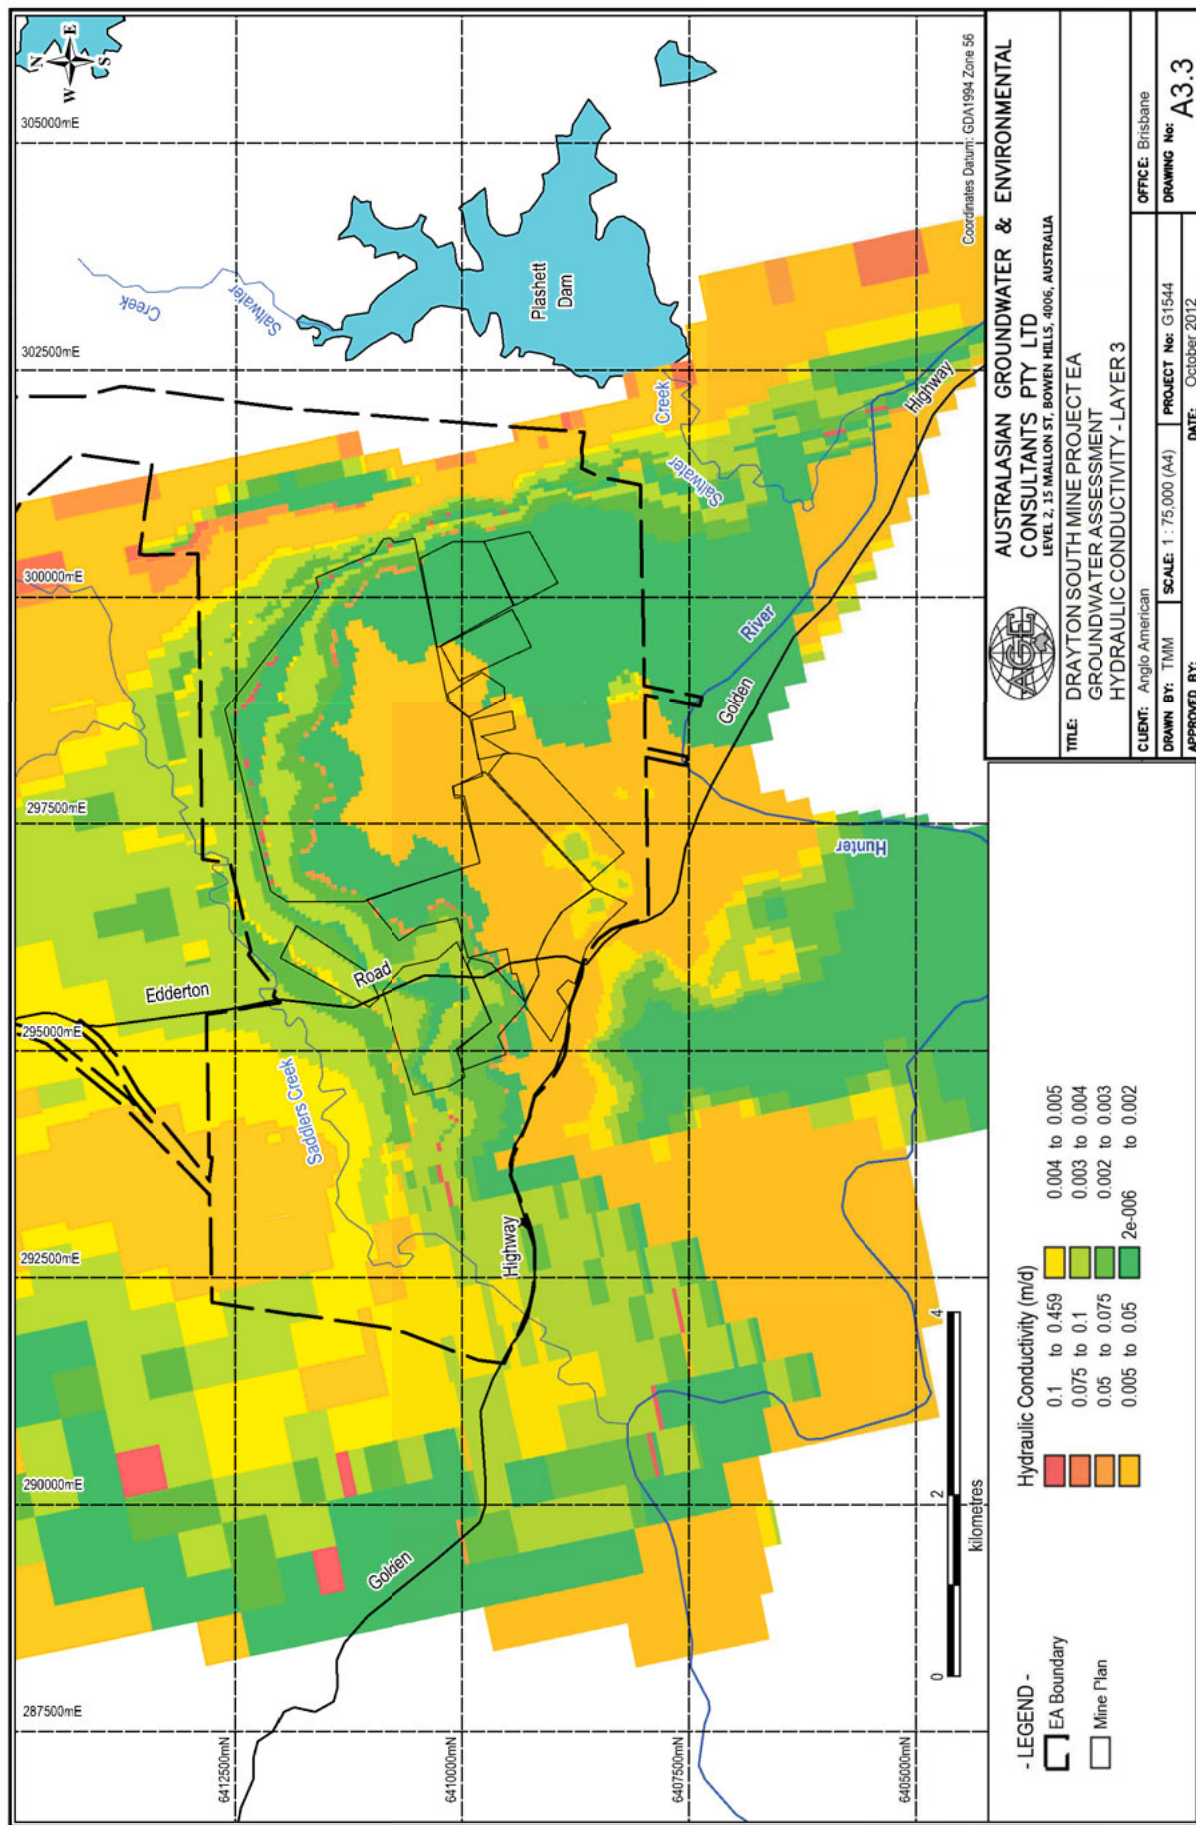 N
W
E
S
287500mE
290000mE
292500mE
295000mE
297500mE
300000mE
302500mE
305000mE
6412500mN
6410000mN
6407500mN
6405000mN
Edderton
Road
Saddlers Creek
Creek
Saltwater
Plashett
Dam
Creek
Saltwater
Highway
River
Golden
Hunter
Highway
Golden
0
2
4
kilometres
Coordinates Datum: GDA1994 Zone 56
- LEGEND -
EA Boundary
Mine Plan
Hydraulic Conductivity (m/d)
0.1 to 0.459
0.075 to 0.1
0.05 to 0.075
0.005 to 0.05
0.004 to 0.005
0.003 to 0.004
0.002 to 0.003
2e-006 to 0.002
AGE
AUSTRALASIAN GROUNDWATER & ENVIRONMENTAL
CONSULTANTS PTY LTD
LEVEL 2, 15 MALLON ST, BOWEN HILLS, 4006, AUSTRALIA
TITLE: DRAYTON SOUTH MINE PROJECT EA
GROUNDWATER ASSESSMENT
HYDRAULIC CONDUCTIVITY - LAYER 3
CLIENT: Anglo American
OFFICE: Brisbane
DRAWN BY: TMM
SCALE: 1 : 75,000 (A4)
PROJECT No: G1544
DRAWING No:
A3.3
APPROVED BY:
DATE: October 2012